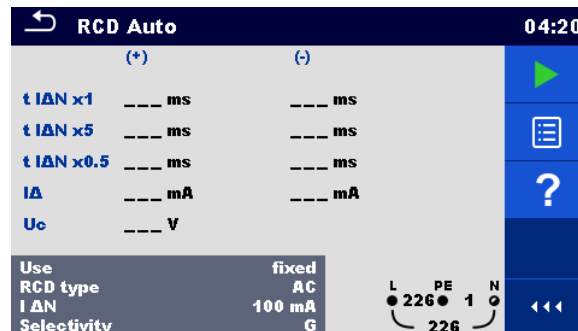 RCD Auto 04:20
(+) (-)
t IΔN x1 ___ ms ___ ms
t IΔN x5 ___ ms ___ ms
t IΔN x0.5 ___ ms ___ ms
IΔ ___ mA ___ mA
Uc ___ V
?
Use fixed
RCD type AC
I ΔN 100 mA
Selectivity G
L PE N
226 1
226